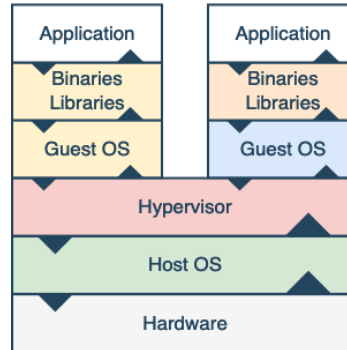 Application
Application
Binaries
Libraries
Binaries
Libraries
Guest OS
Guest OS
Hypervisor
Host OS
Hardware